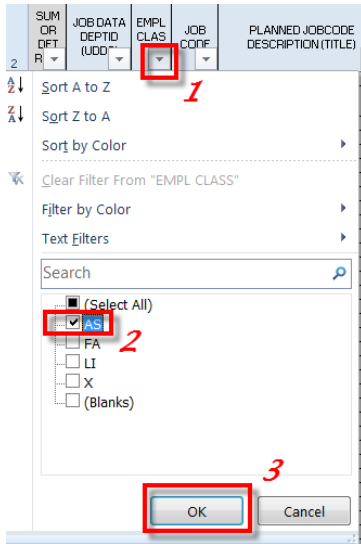 SUM OR DET R
JOB DATA DEPTID (UDDS)
EMPL CLAS
JOB CODE
PLANNED JOBCODE DESCRIPTION (TITLE)
2
1
Sort A to Z
Sort Z to A
Sort by Color
Clear Filter From "EMPL CLASS"
Filter by Color
Text Filters
Search
(Select All)
AS
2
FA
LI
X
(Blanks)
3
OK
Cancel